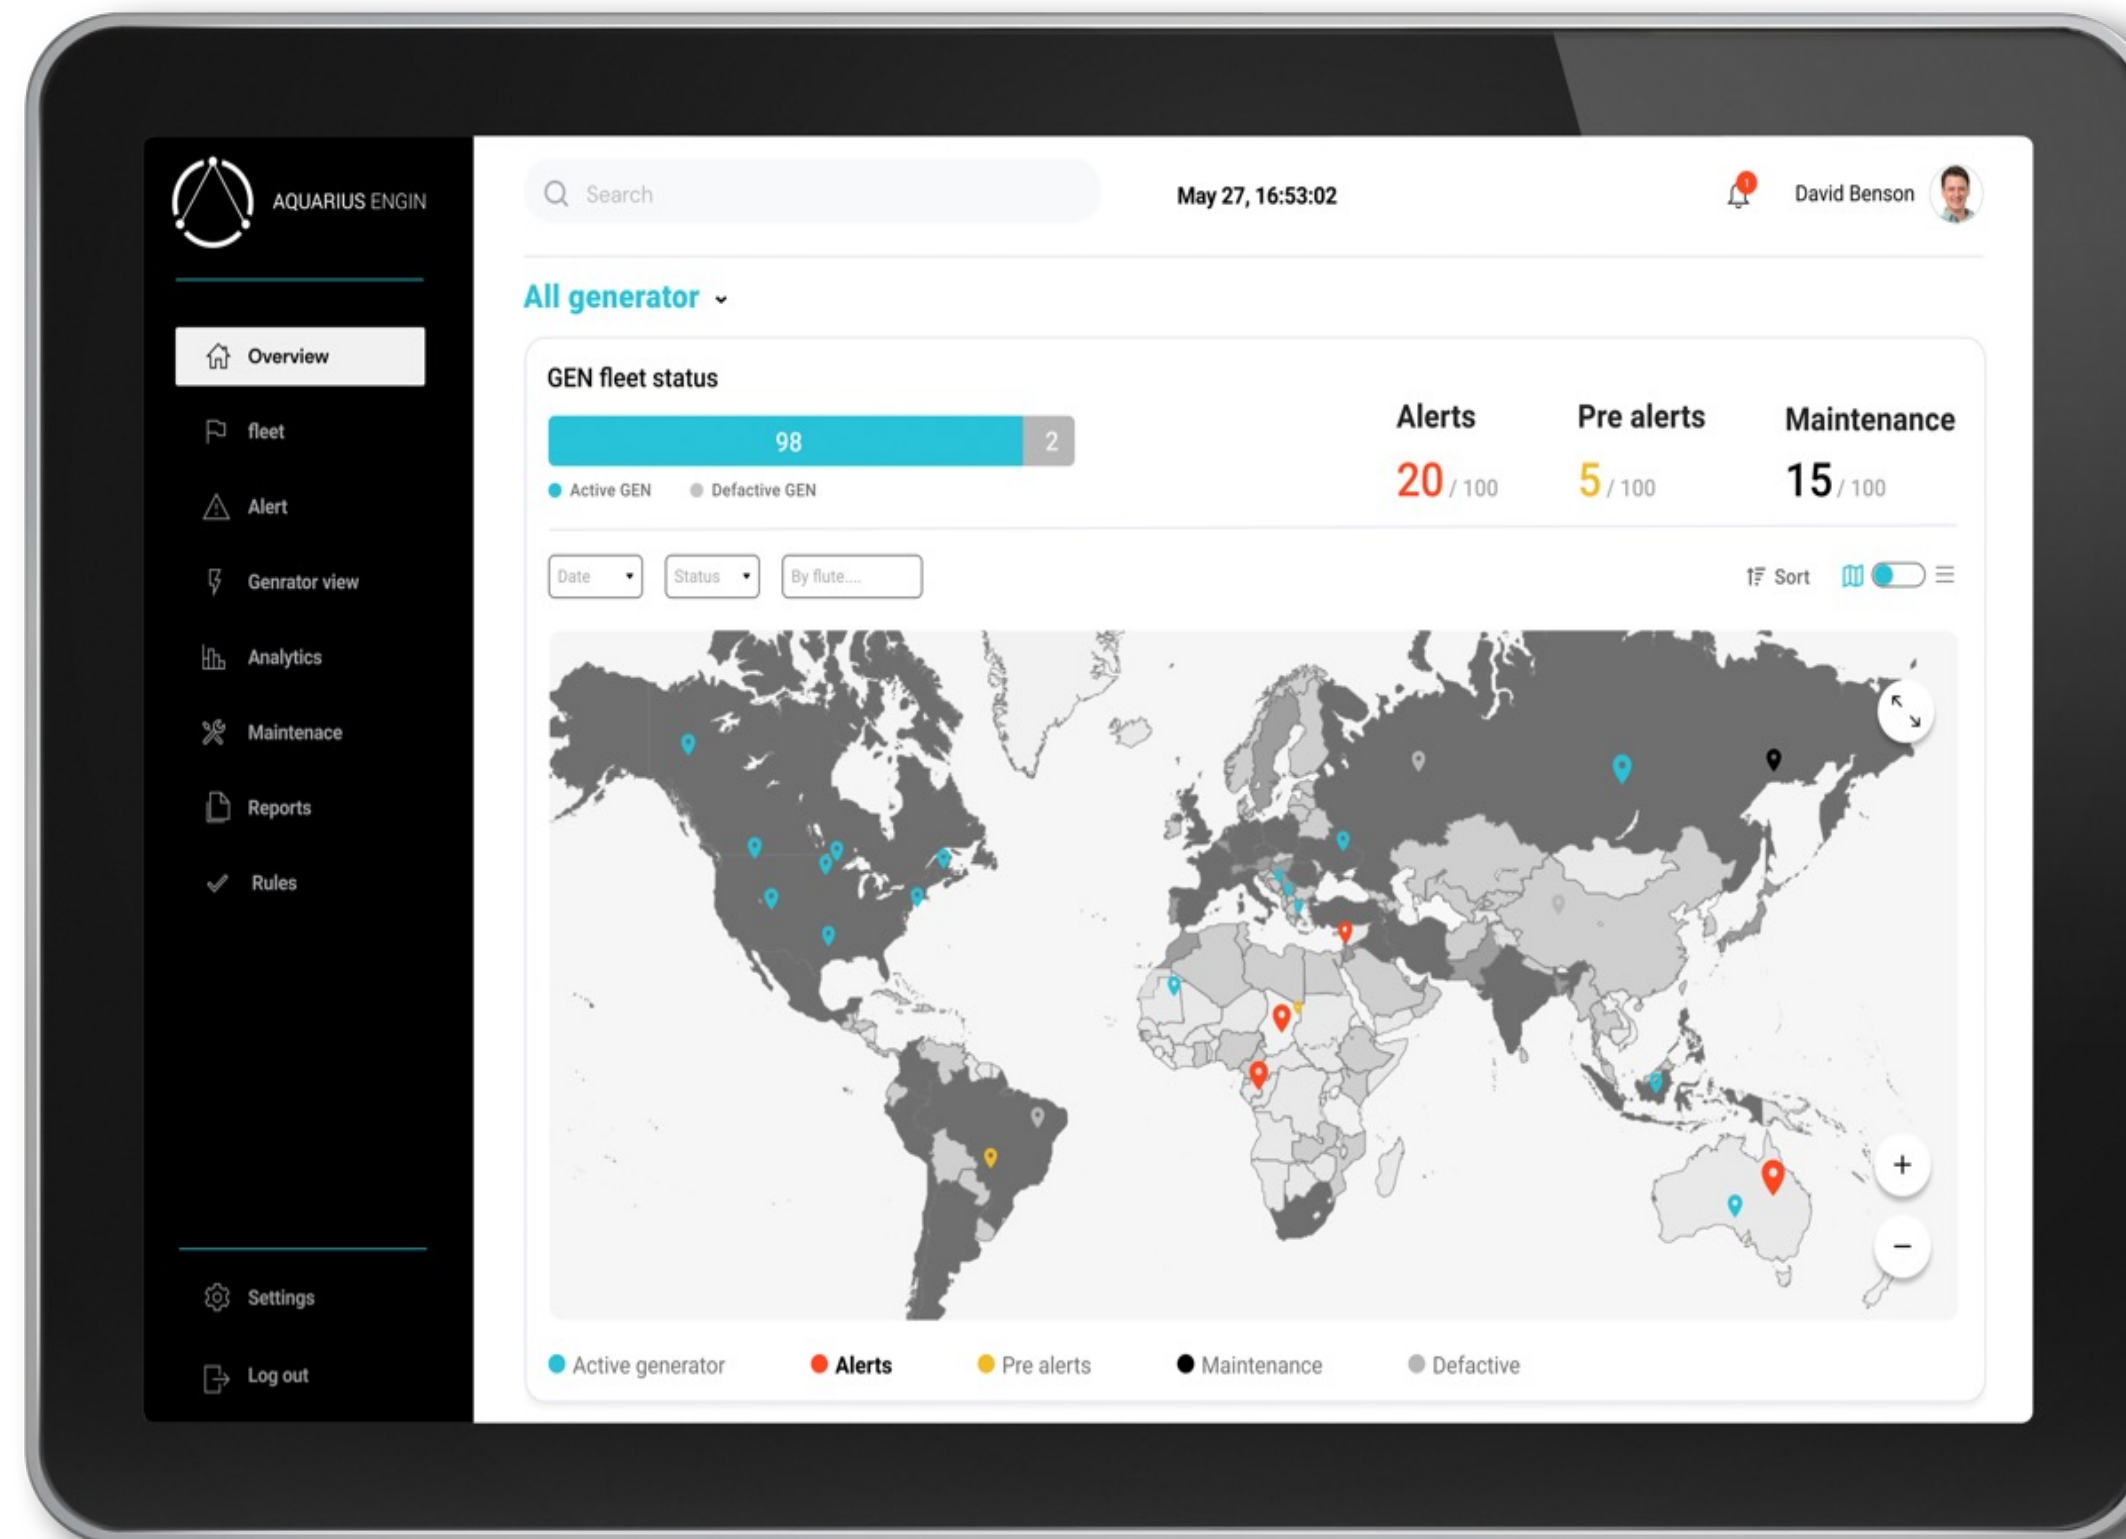 AQUARIUS ENGIN
Search
May 27, 16:53:02
1
David Benson
All generator
Overview
fleet
Alert
Genrator view
Analytics
Maintenace
Reports
Rules
Settings
Log out
GEN fleet status
98
2
Active GEN
Defactive GEN
Alerts
20 / 100
Pre alerts
5 / 100
Maintenance
15 / 100
Date
Status
By flute....
Sort
+
−
Active generator
Alerts
Pre alerts
Maintenance
Defactive